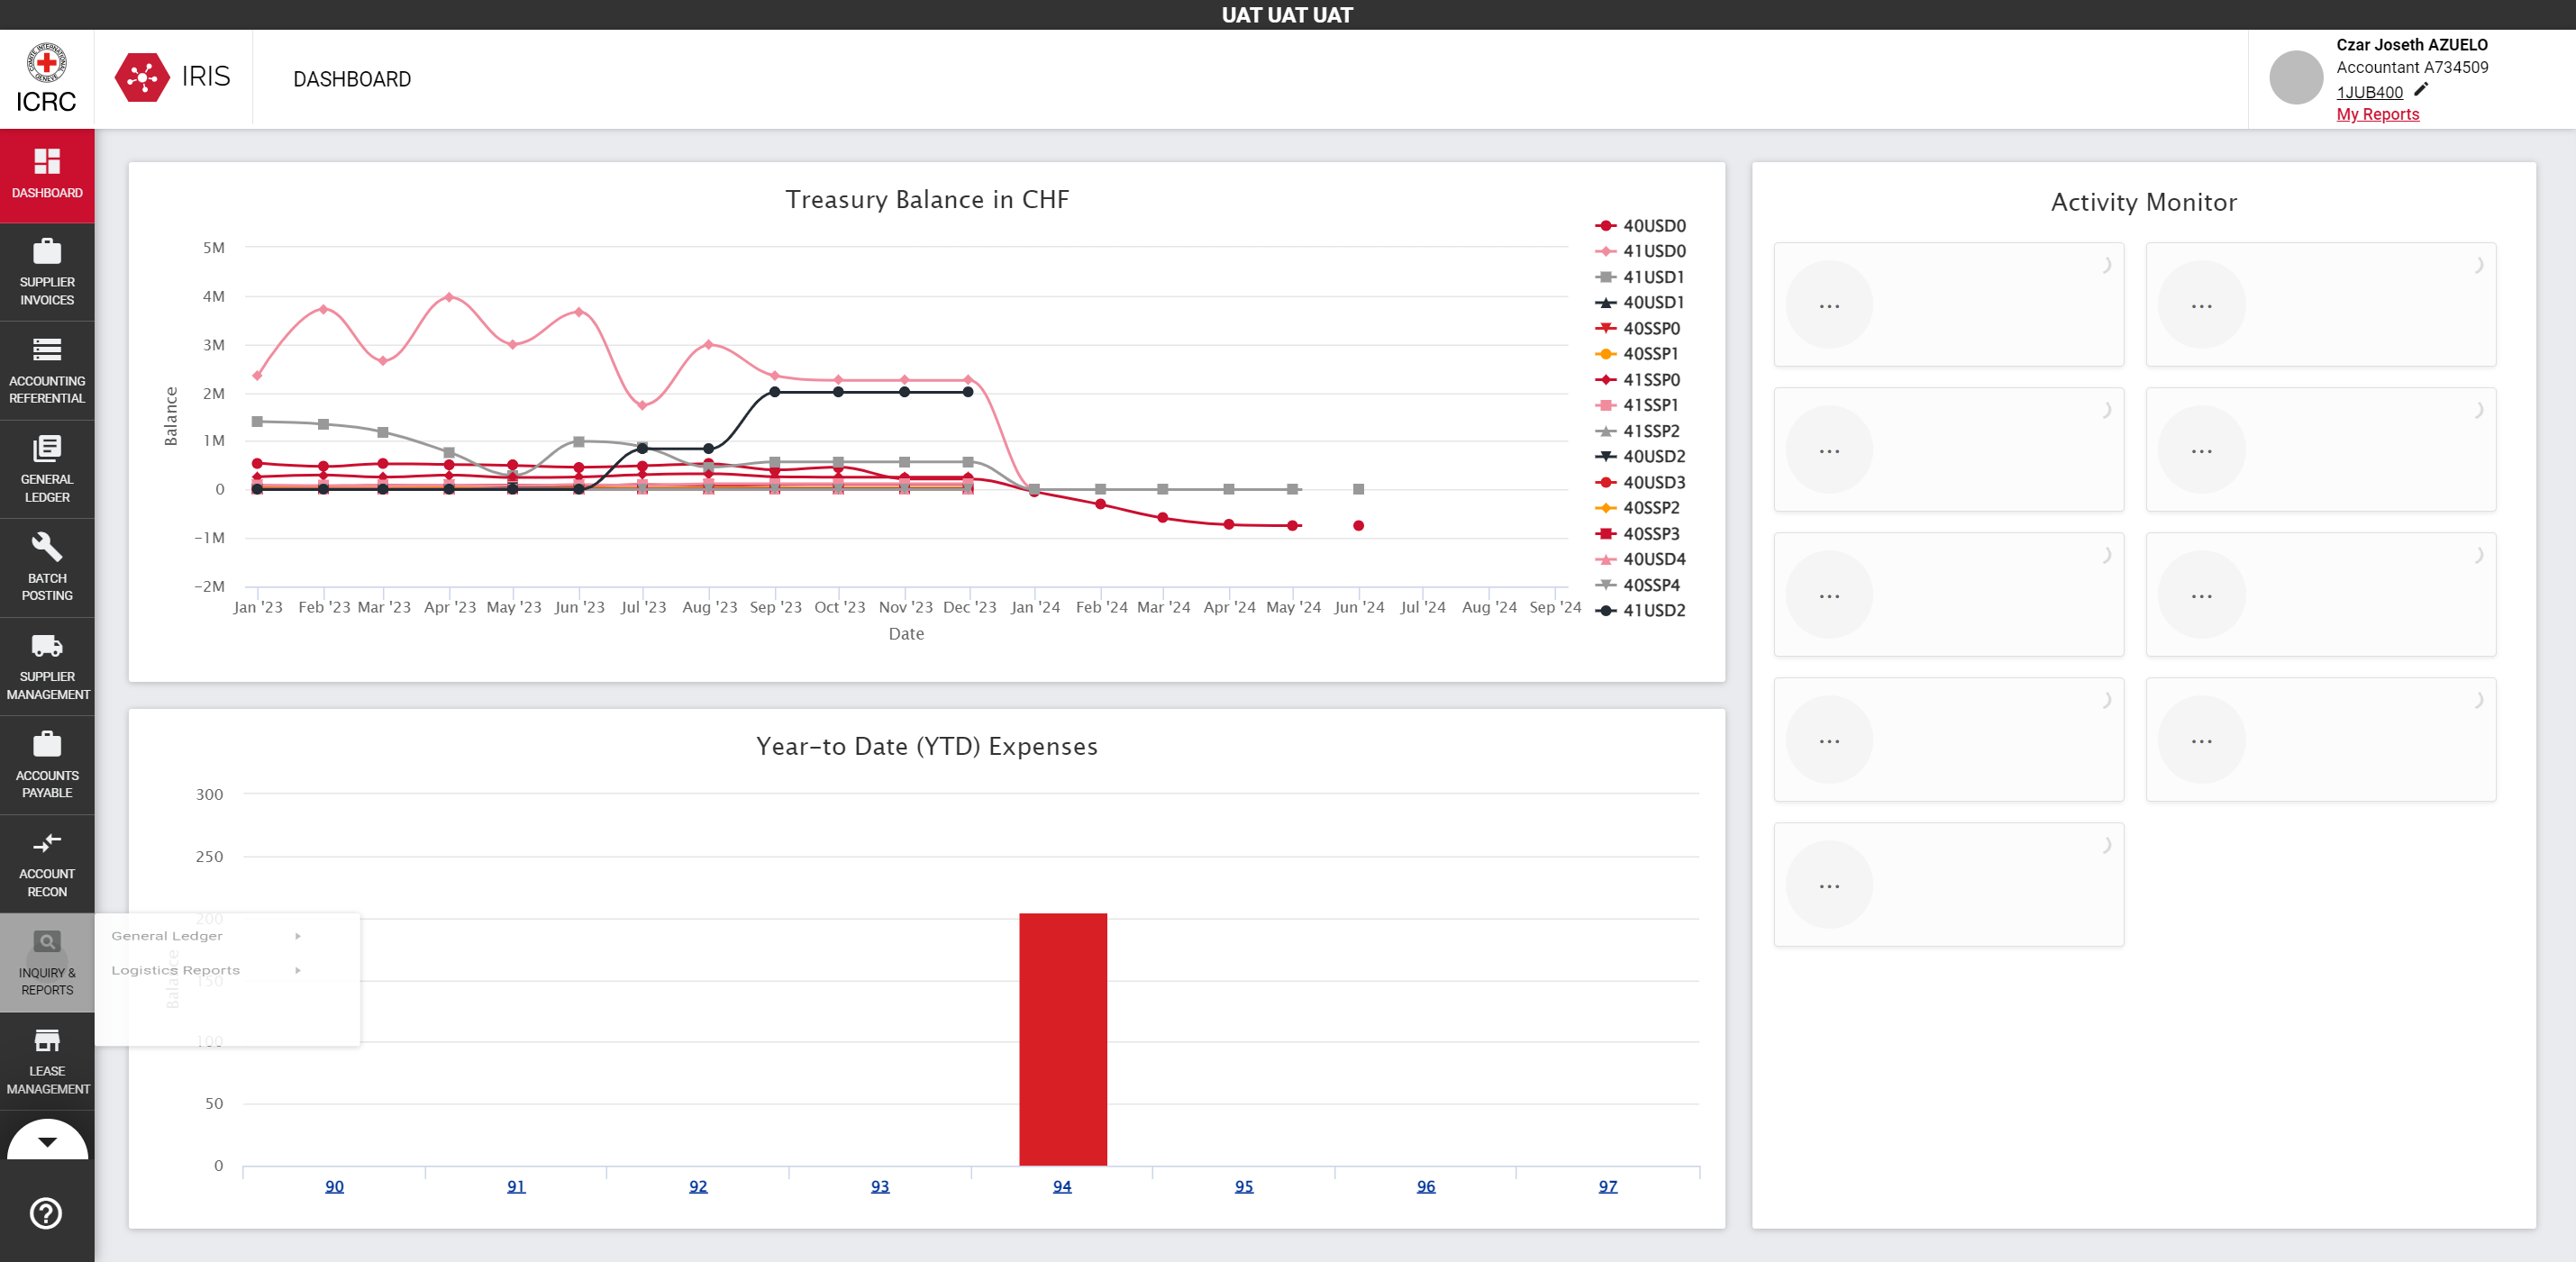 UAT UAT UAT
ICRC
IRIS
DASHBOARD
Czar Joseth AZUELO
Accountant A734509
1JUB400
My Reports
DASHBOARD
SUPPLIER
INVOICES
ACCOUNTING
REFERENTIAL
GENERAL
LEDGER
BATCH
POSTING
SUPPLIER
MANAGEMENT
ACCOUNTS
PAYABLE
ACCOUNT
RECON
INQUIRY &
REPORTS
LEASE
MANAGEMENT
General Ledger
Logistics Reports
Treasury Balance in CHF
Balance
5M
4M
3M
2M
1M
0
-1M
-2M
Jan '23 Feb '23 Mar '23 Apr '23 May '23 Jun '23 Jul '23 Aug '23 Sep '23 Oct '23 Nov '23 Dec '23 Jan '24 Feb '24 Mar '24 Apr '24 May '24 Jun '24 Jul '24 Aug '24 Sep '24
Date
40USD0
41USD0
41USD1
40USD1
40SSP0
40SSP1
41SSP0
41SSP1
41SSP2
40USD2
40USD3
40SSP2
40SSP3
40USD4
40SSP4
41USD2
Year-to Date (YTD) Expenses
Balance
300
250
200
150
100
50
0
90 91 92 93 94 95 96 97
Activity Monitor
... ...
... ...
... ...
... ...
...